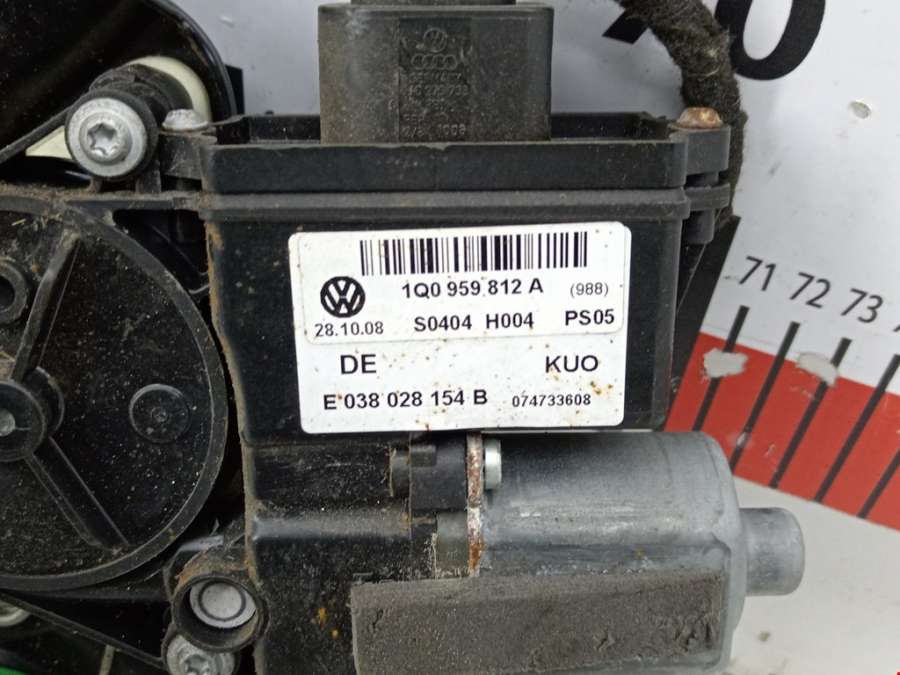 1Q0 959 812 A (988)
28.10.08 S0404 H004 PS05
DE KUO
E 038 028 154 B 074733608
71 72 73